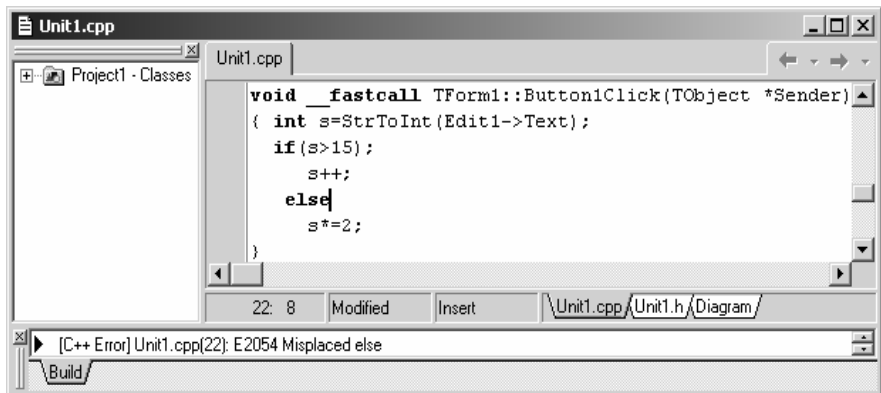 Unit1.cpp
Project1 - Classes
Unit1.cpp
void __fastcall TForm1::Button1Click(TObject *Sender)
{ int s=StrToInt(Edit1->Text);
if(s>15);
s++;
else
s*=2;
}
22: 8 Modified Insert Unit1.cpp Unit1.h Diagram
[C++ Error] Unit1.cpp(22): E2054 Misplaced else
Build